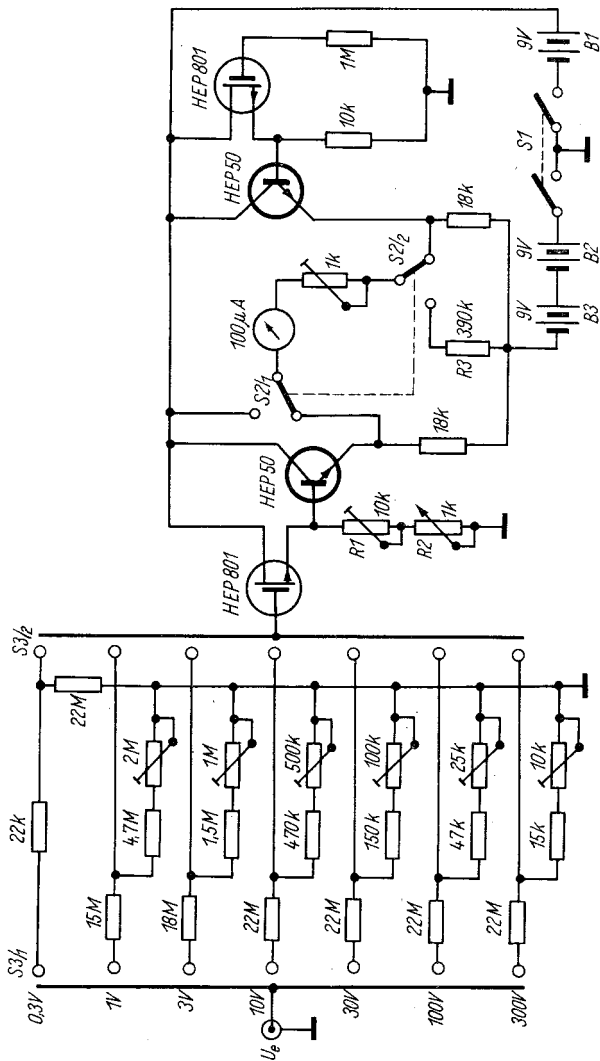 S3/1
S3/2
0,3V
22k
22M
1V
15M
4,7M
2M
3V
18M
1,5M
1M
10V
22M
470k
500k
30V
22M
150k
100k
100V
22M
47k
25k
300V
22M
15k
10k
Ue
HEP801
HEP50
R1
10k
R2
1k
18k
S2/1
100µA
1k
S2/2
R3
390k
HEP50
18k
HEP801
10k
1M
9V
B3
9V
B2
S1
9V
B1